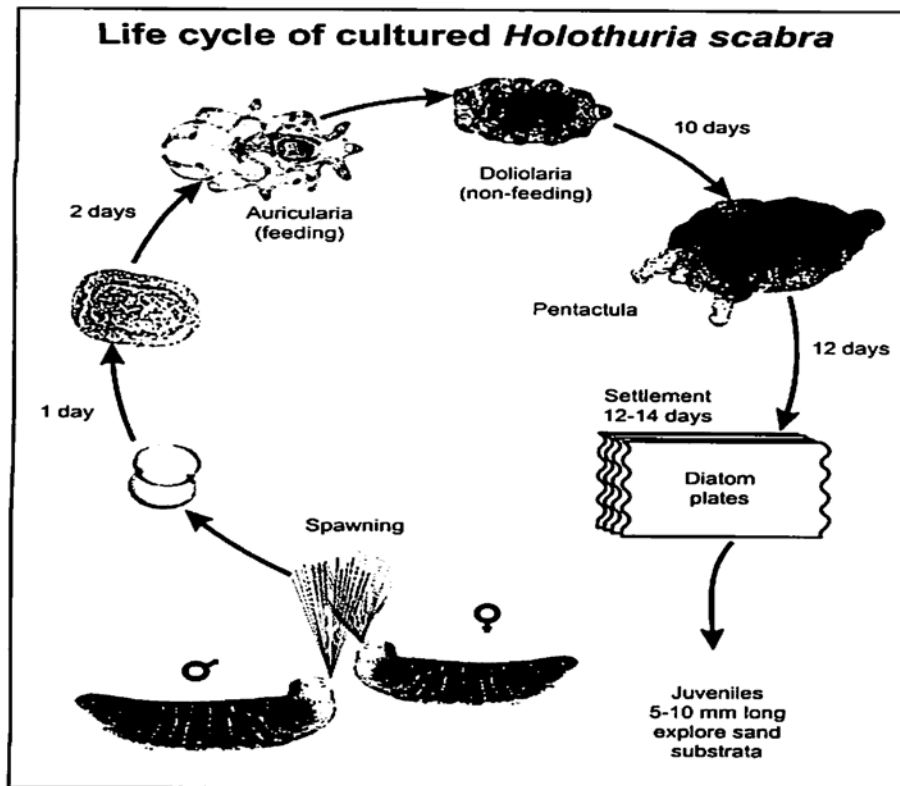 Life cycle of cultured Holothuria scabra
10 days
Doliolaria
(non-feeding)
2 days
Auricularia
(feeding)
Pentactula
12 days
1 day
Settlement
12-14 days
Diatom
plates
Spawning
♂
♀
Juveniles
5-10 mm long
explore sand
substrata